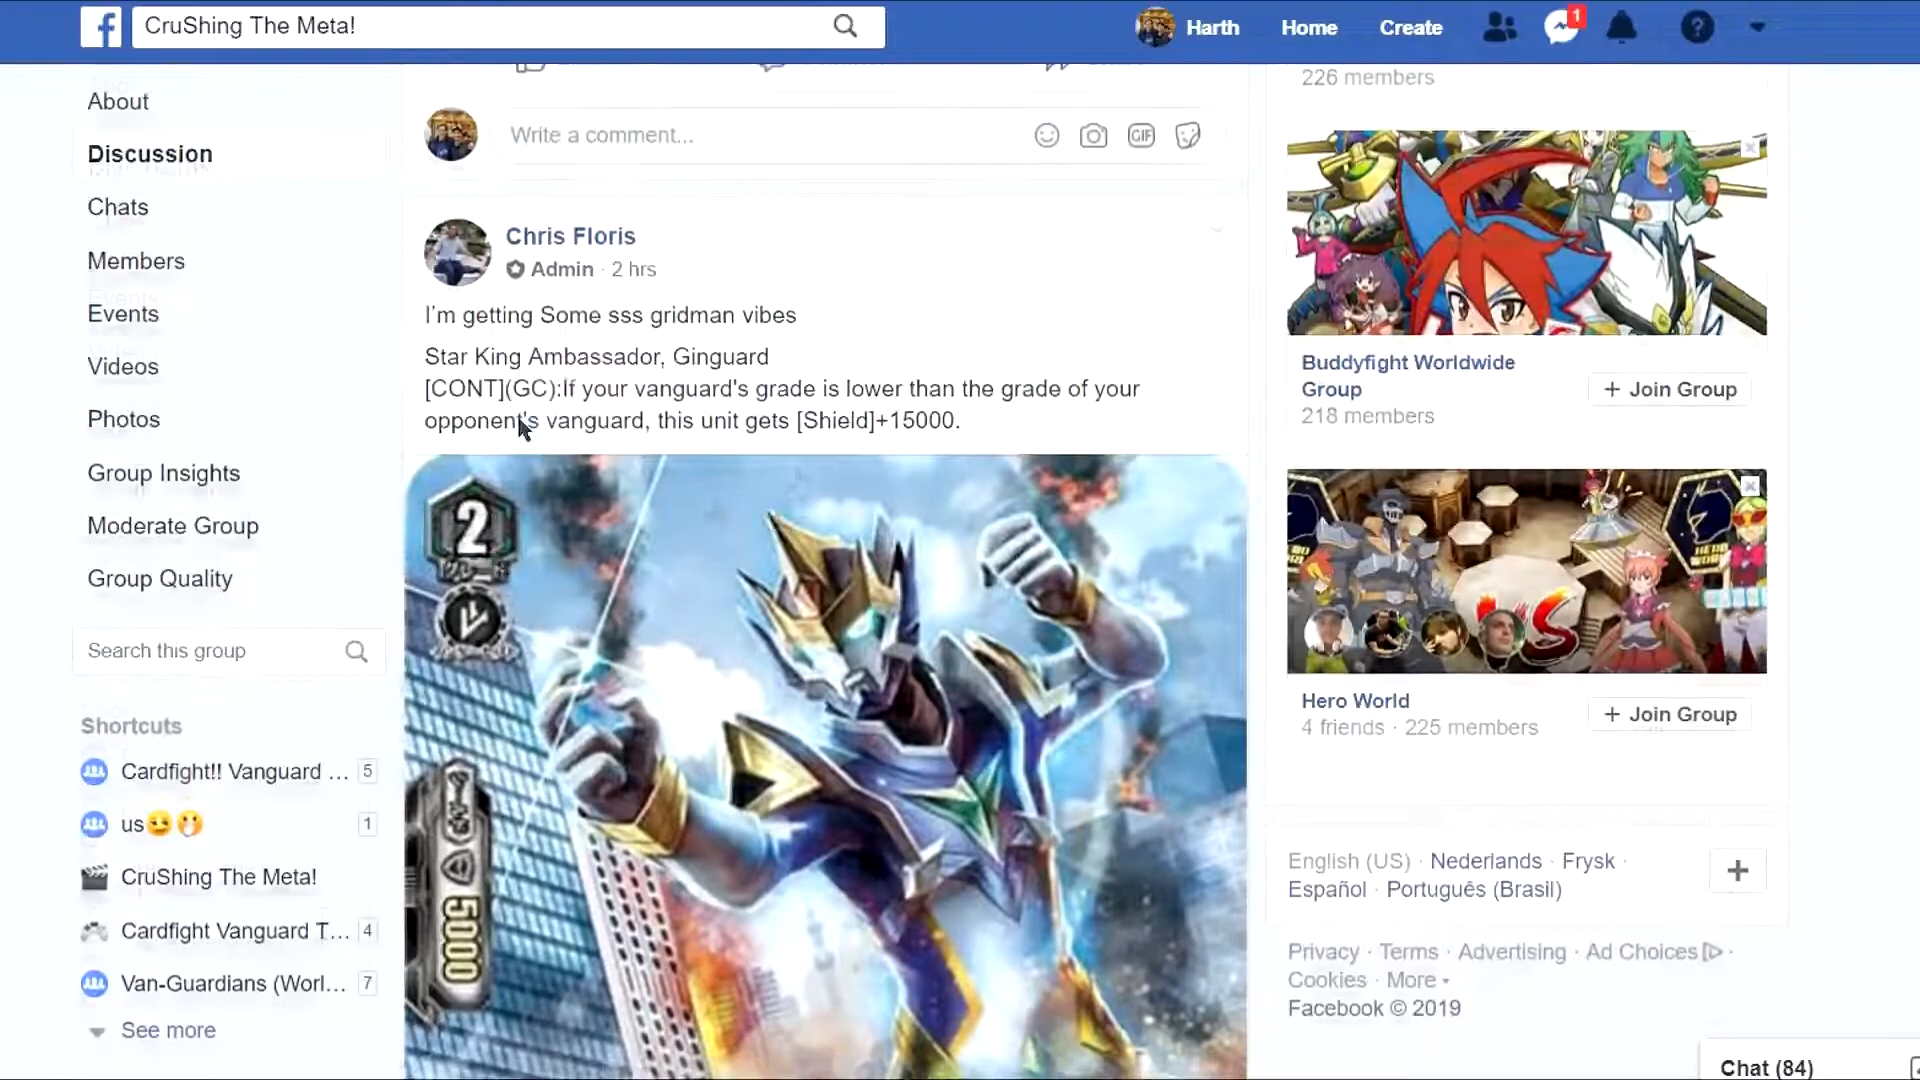 CruShing The Meta!
Harth
Home
Create
1
About
Discussion
Chats
Members
Events
Videos
Photos
Group Insights
Moderate Group
Group Quality
Search this group
Shortcuts
Cardfight!! Vanguard ... 5
us😏🤭 1
CruShing The Meta!
Cardfight Vanguard T... 4
Van-Guardians (Worl... 7
See more
Write a comment...
GIF
Chris Floris
Admin · 2 hrs
I'm getting Some sss gridman vibes
Star King Ambassador, Ginguard
[CONT](GC):If your vanguard's grade is lower than the grade of your
opponent's vanguard, this unit gets [Shield]+15000.
2
5000
226 members
Buddyfight Worldwide
Group
218 members
+ Join Group
VS
Hero World
4 friends · 225 members
+ Join Group
English (US) · Nederlands · Frysk ·
Español · Português (Brasil)
Privacy · Terms · Advertising · Ad Choices ·
Cookies · More
Facebook © 2019
Chat (84)